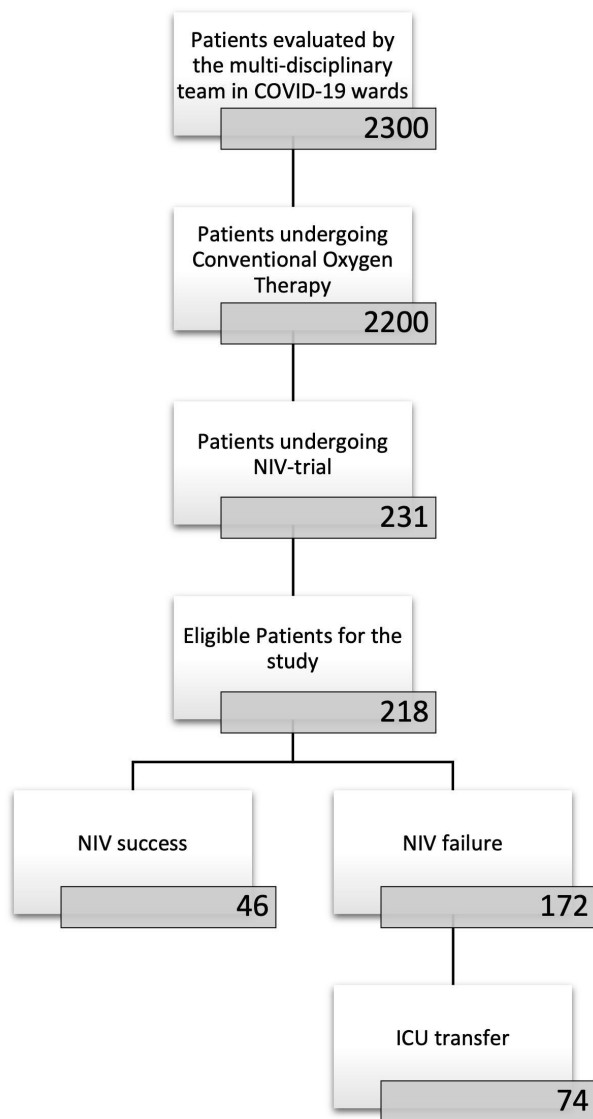 Patients evaluated by
the multi-disciplinary
team in COVID-19 wards
2300
Patients undergoing
Conventional Oxygen
Therapy
2200
Patients undergoing
NIV-trial
231
Eligible Patients for the
study
218
NIV success
46
NIV failure
172
ICU transfer
74